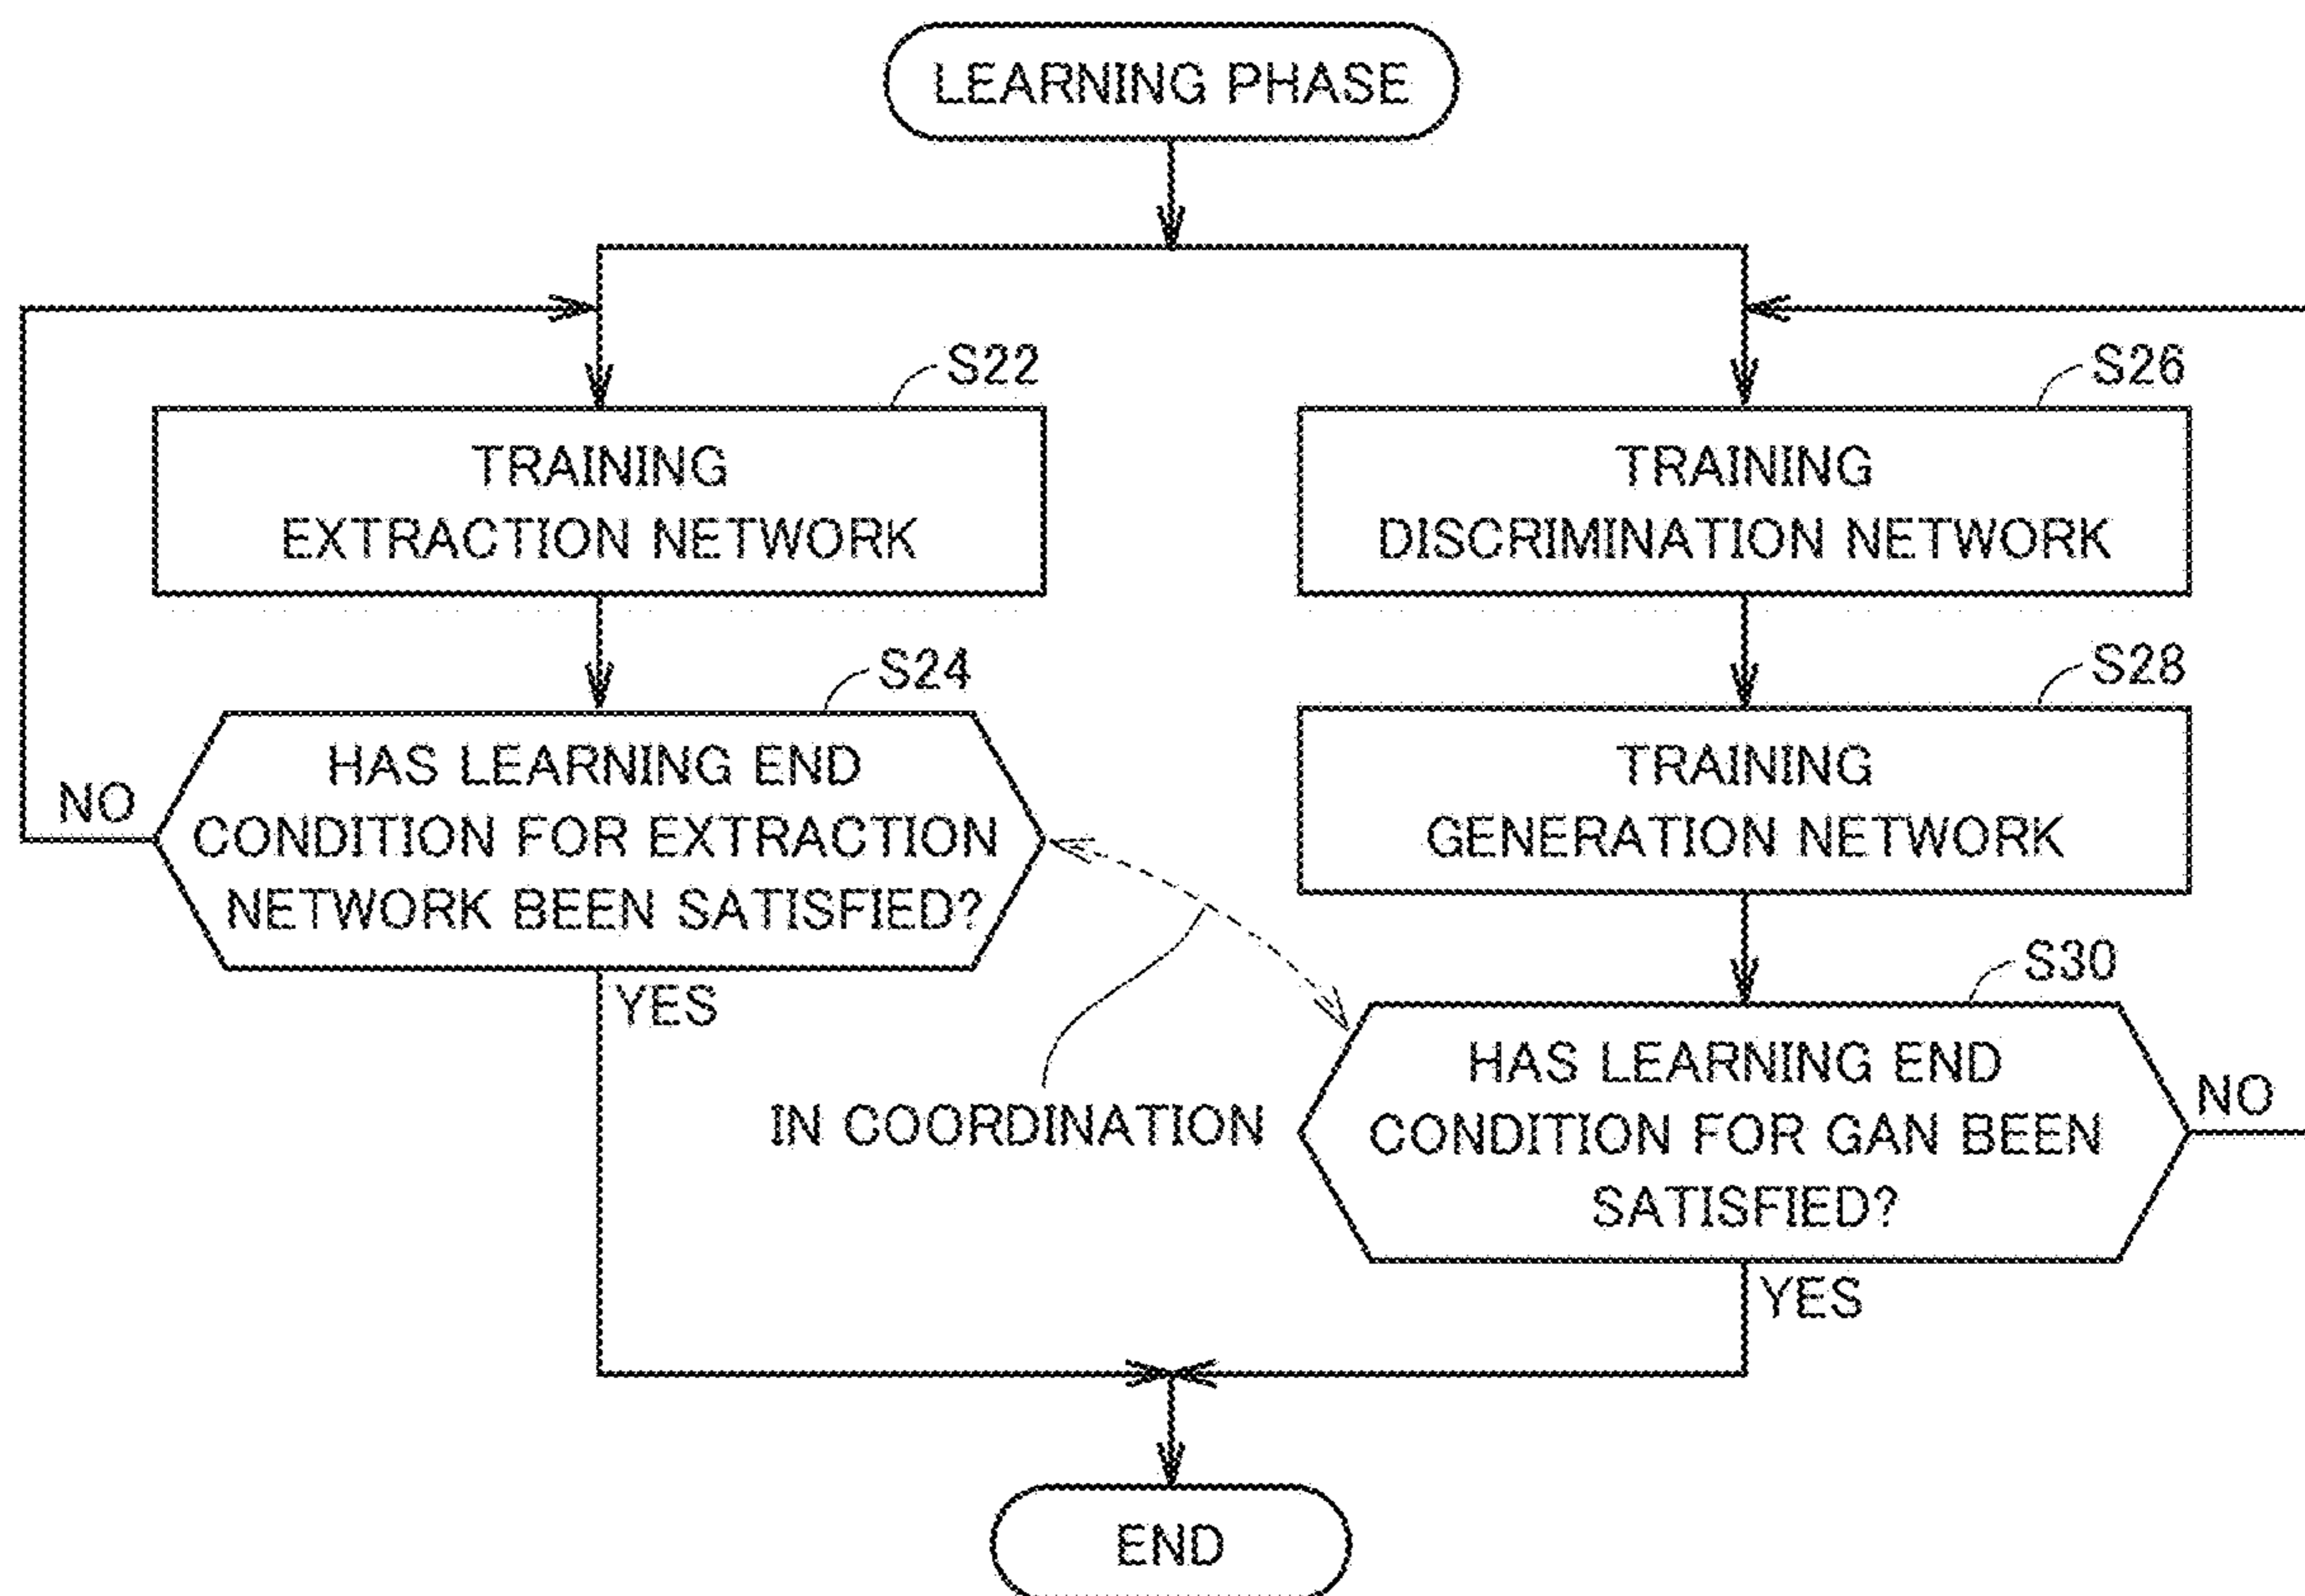 LEARNING PHASE
S22
TRAINING
EXTRACTION NETWORK
S24
HAS LEARNING END
CONDITION FOR EXTRACTION
NETWORK BEEN SATISFIED?
NO
YES
IN COORDINATION
S26
TRAINING
DISCRIMINATION NETWORK
S28
TRAINING
GENERATION NETWORK
S30
HAS LEARNING END
CONDITION FOR GAN BEEN
SATISFIED?
NO
YES
END